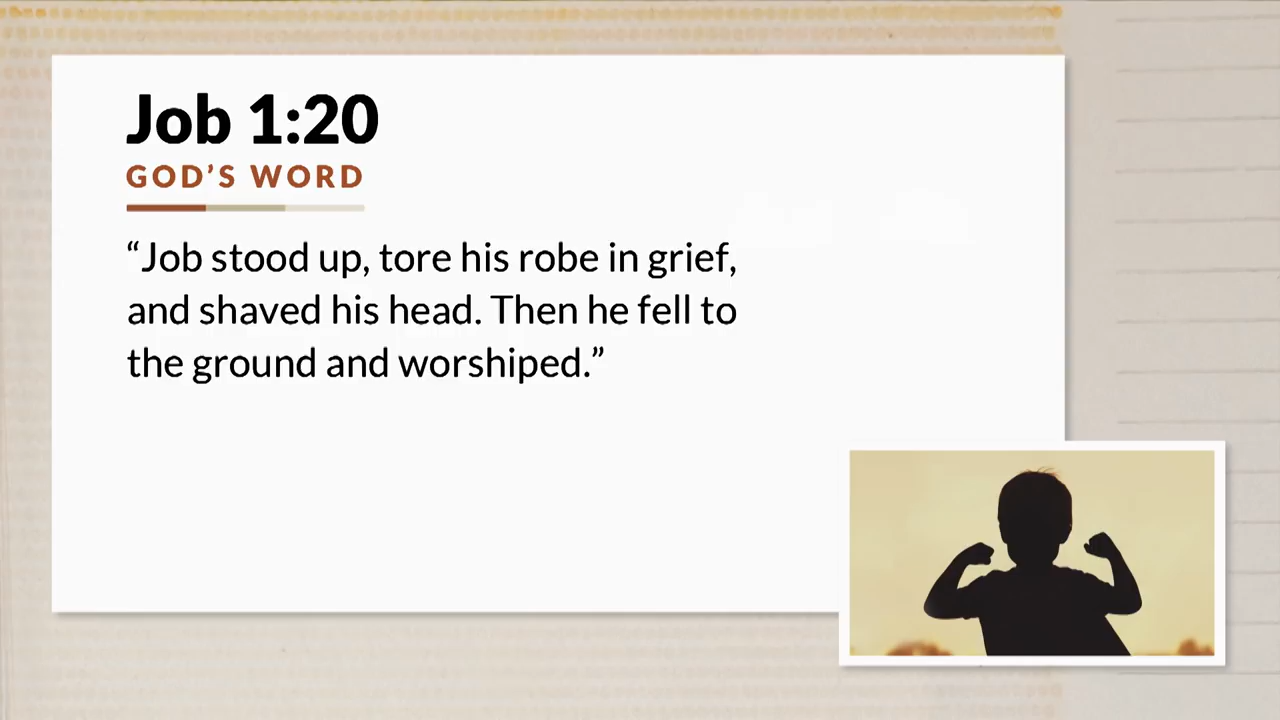 Job 1:20
GOD’S WORD
“Job stood up, tore his robe in grief,
and shaved his head. Then he fell to
the ground and worshiped.”